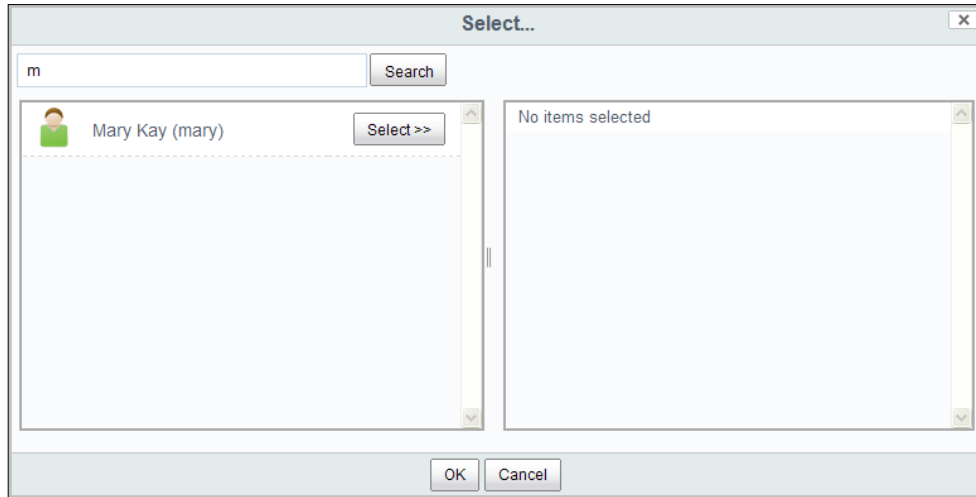 Select...
m
Search
Mary Kay (mary)
Select >>
No items selected
OK
Cancel